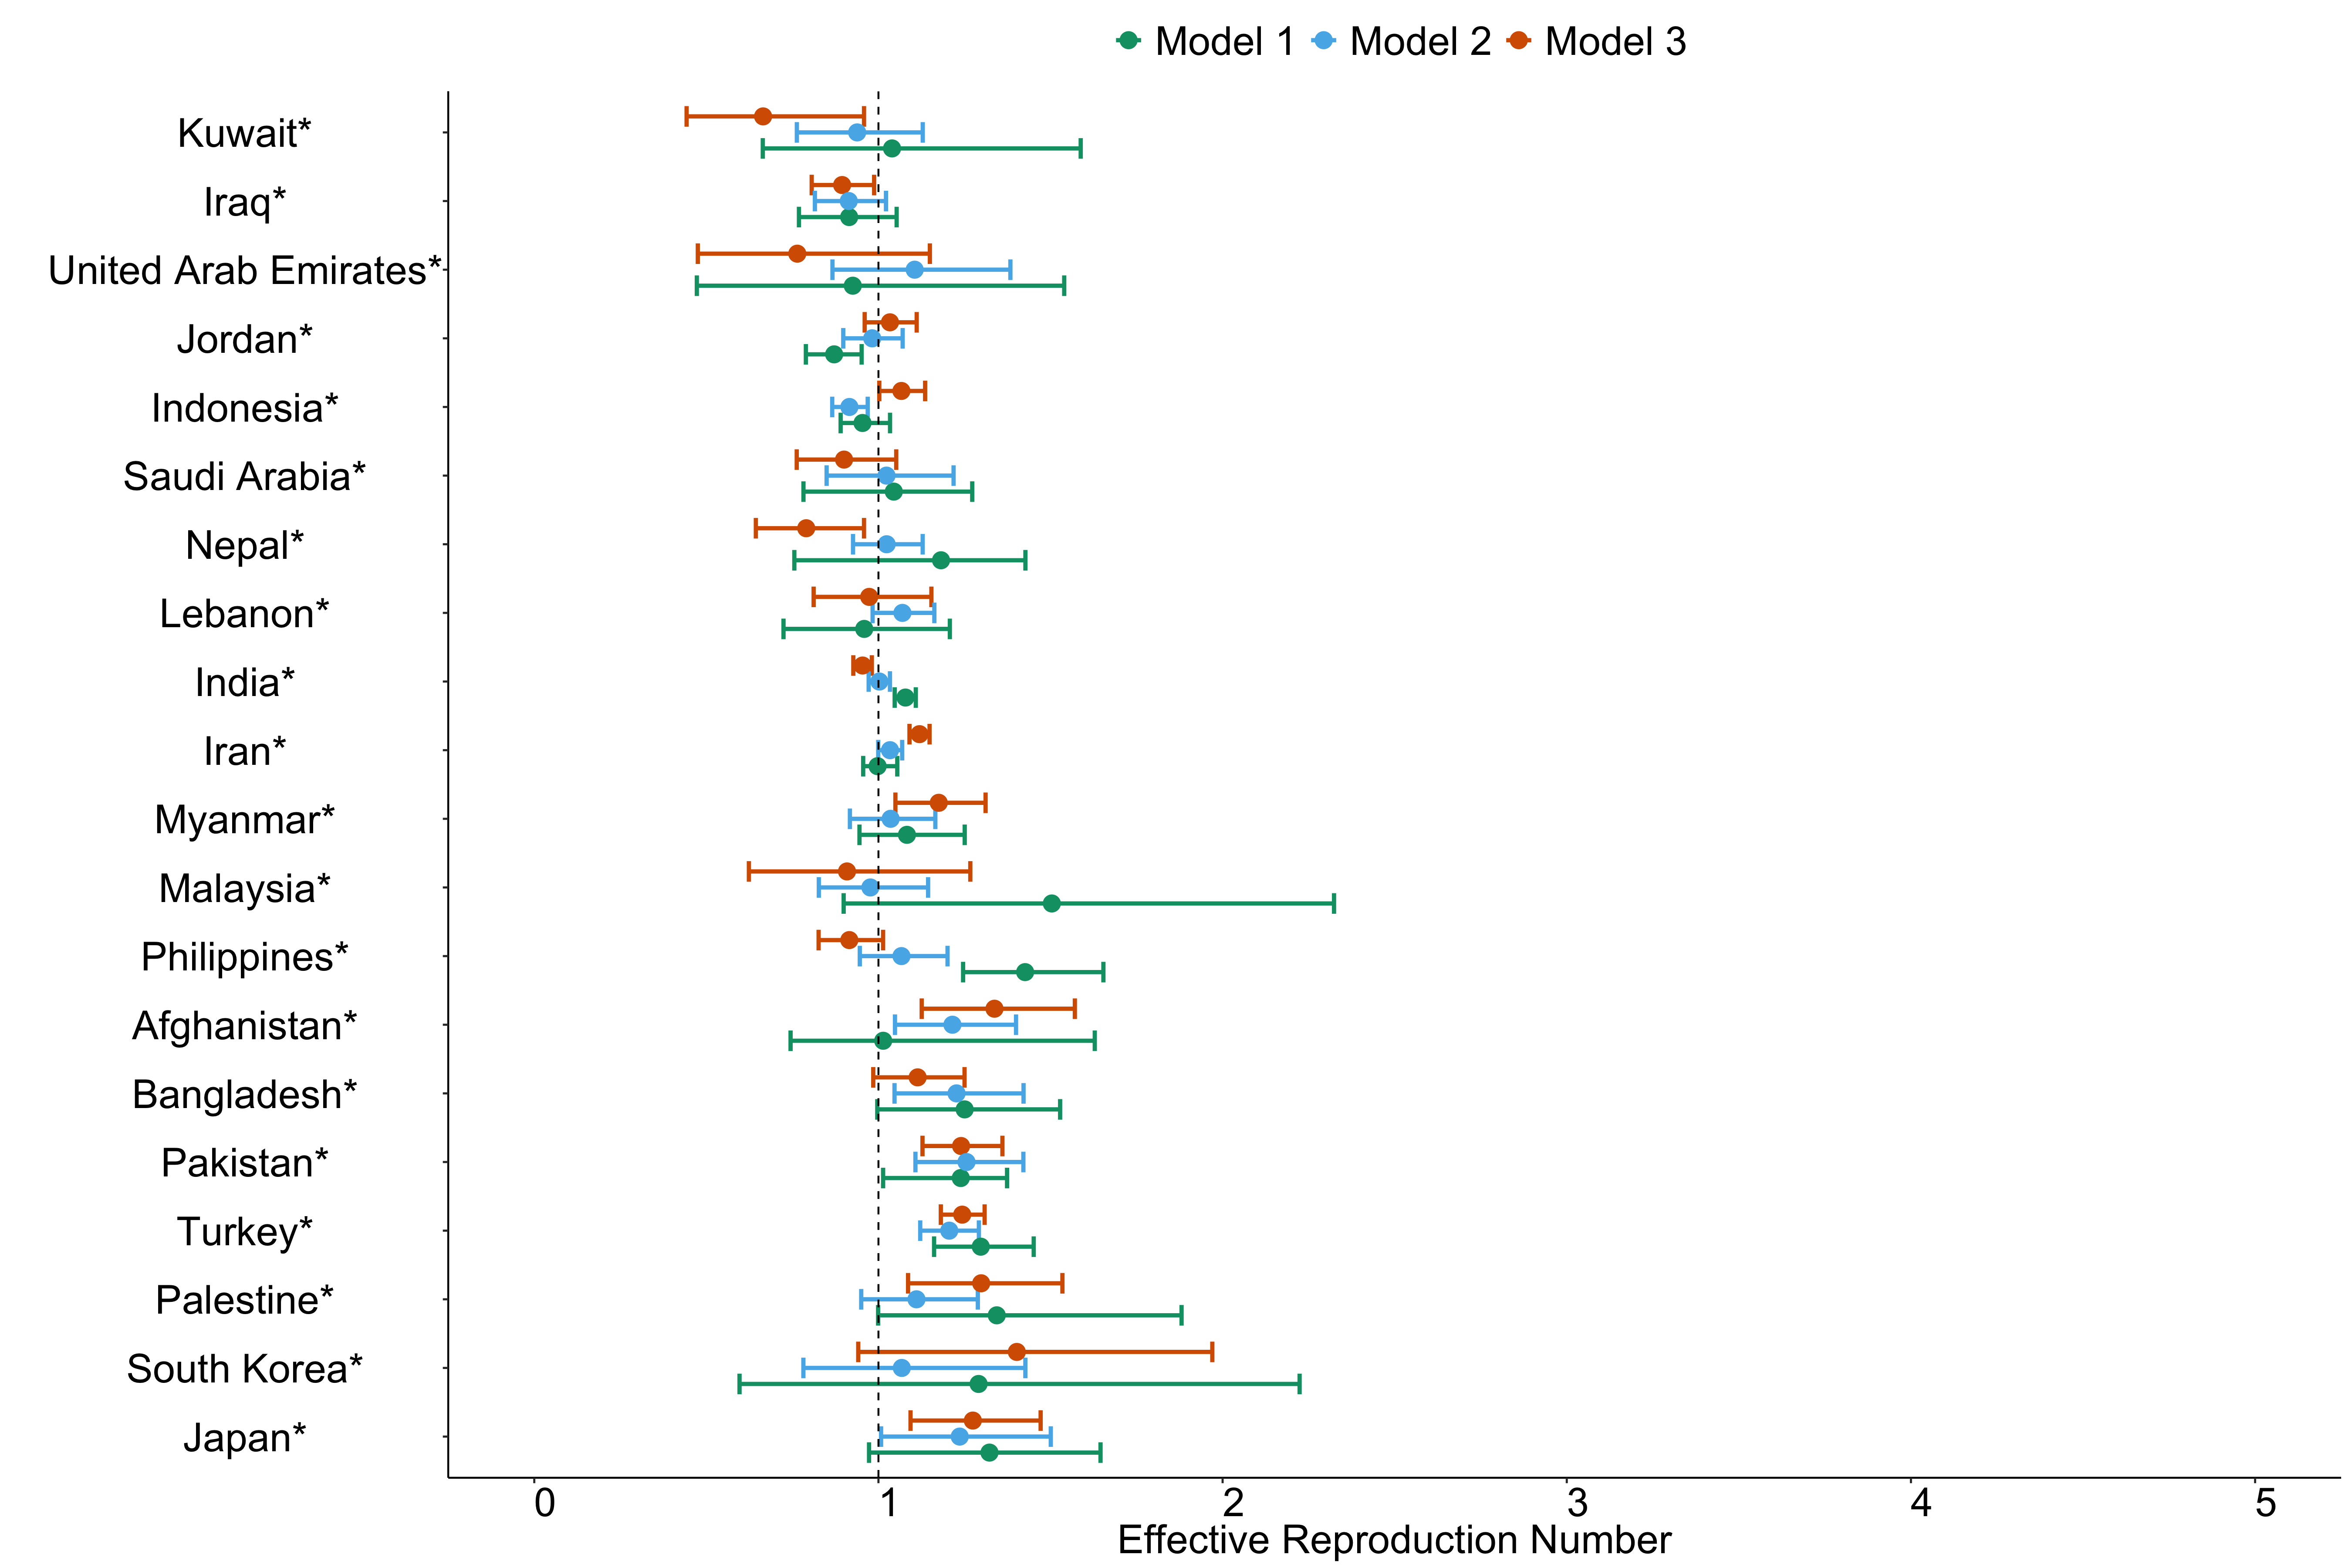 Model 1 Model 2 Model 3
Kuwait*
Iraq*
United Arab Emirates*
Jordan*
Indonesia*
Saudi Arabia*
Nepal*
Lebanon*
India*
Iran*
Myanmar*
Malaysia*
Philippines*
Afghanistan*
Bangladesh*
Pakistan*
Turkey*
Palestine*
South Korea*
Japan*
0 1 2 3 4 5
Effective Reproduction Number